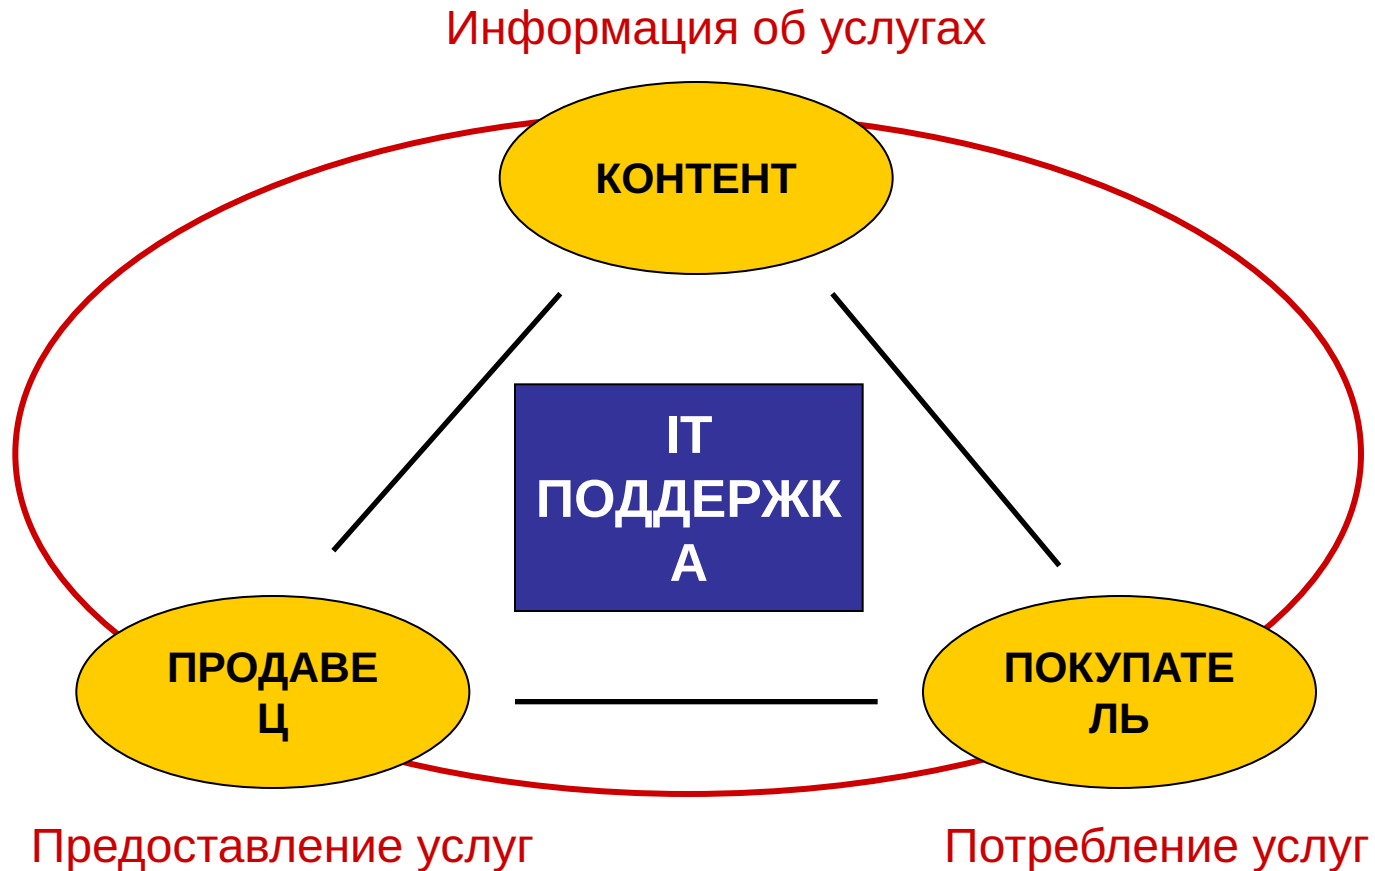 Информация об услугах
КОНТЕНТ
IT
ПОДДЕРЖК
А
ПРОДАВЕ
Ц
ПОКУПАТЕ
ЛЬ
Предоставление услуг
Потребление услуг